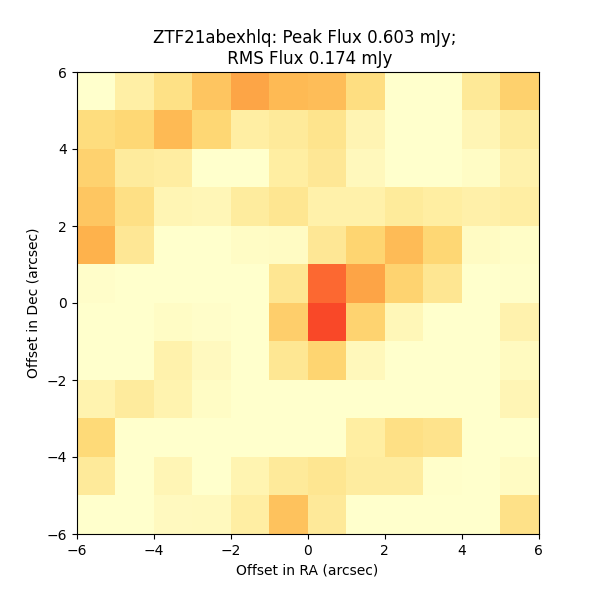 ZTF21abexhlq: Peak Flux 0.603 mJy;
RMS Flux 0.174 mJy
6
4
2
0
−2
−4
−6
Offset in Dec (arcsec)
−6 −4 −2 0 2 4 6
Offset in RA (arcsec)